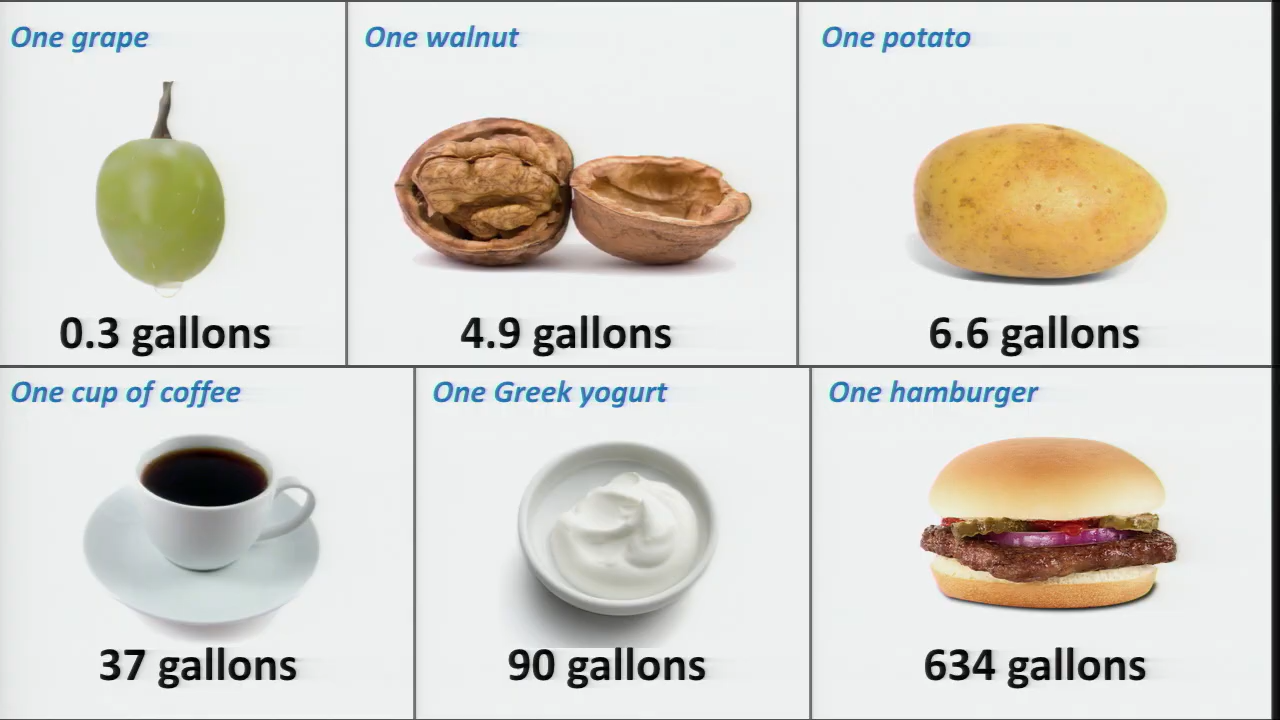 One grape
One walnut
One potato
0.3 gallons
4.9 gallons
6.6 gallons
One cup of coffee
One Greek yogurt
One hamburger
37 gallons
90 gallons
634 gallons